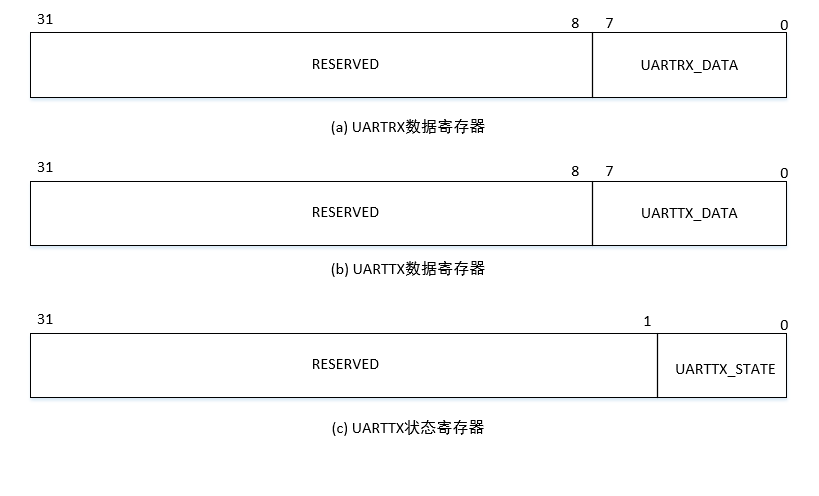 31 8 7 0
RESERVED UARTRX_DATA
(a) UARTRX数据寄存器
31 8 7 0
RESERVED UARTTX_DATA
(b) UARTTX数据寄存器
31 1 0
RESERVED UARTTX_STATE
(c) UARTTX状态寄存器